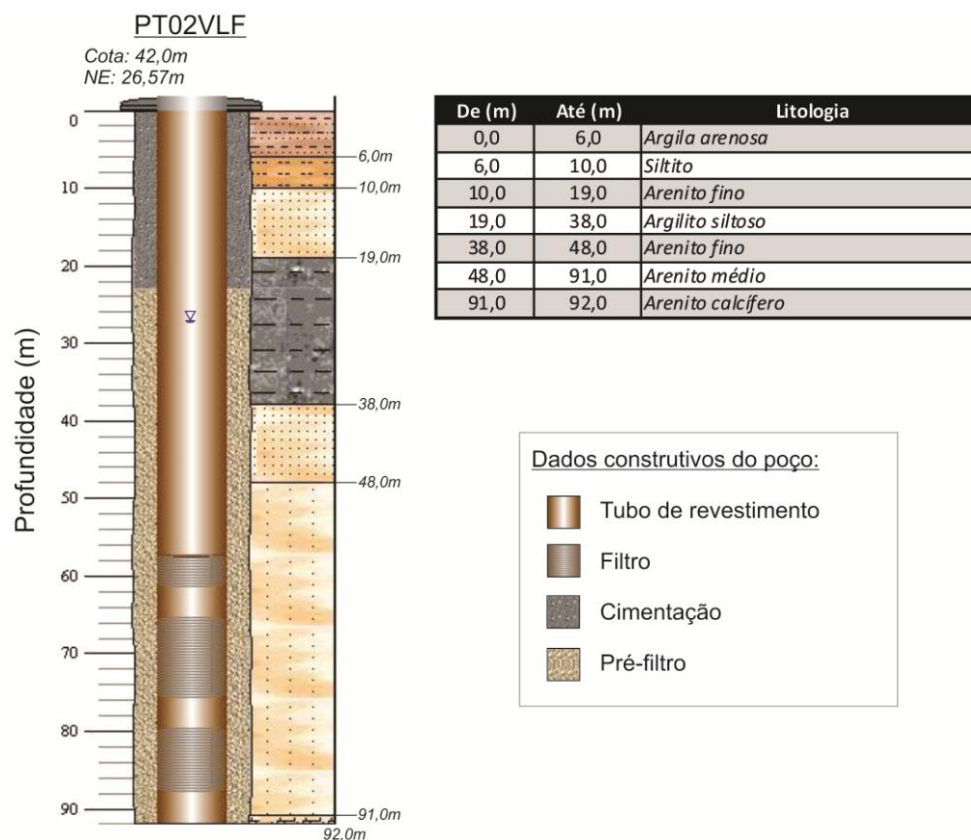 PT02VLF
Cota: 42,0m
NE: 26,57m
Profundidade (m)
0
10
20
30
40
50
60
70
80
90
6,0m
10,0m
19,0m
38,0m
48,0m
91,0m
92,0m
De (m) Até (m) Litologia
0,0 6,0 Argila arenosa
6,0 10,0 Siltito
10,0 19,0 Arenito fino
19,0 38,0 Argilito siltoso
38,0 48,0 Arenito fino
48,0 91,0 Arenito médio
91,0 92,0 Arenito calcífero
Dados construtivos do poço:
Tubo de revestimento
Filtro
Cimentação
Pré-filtro